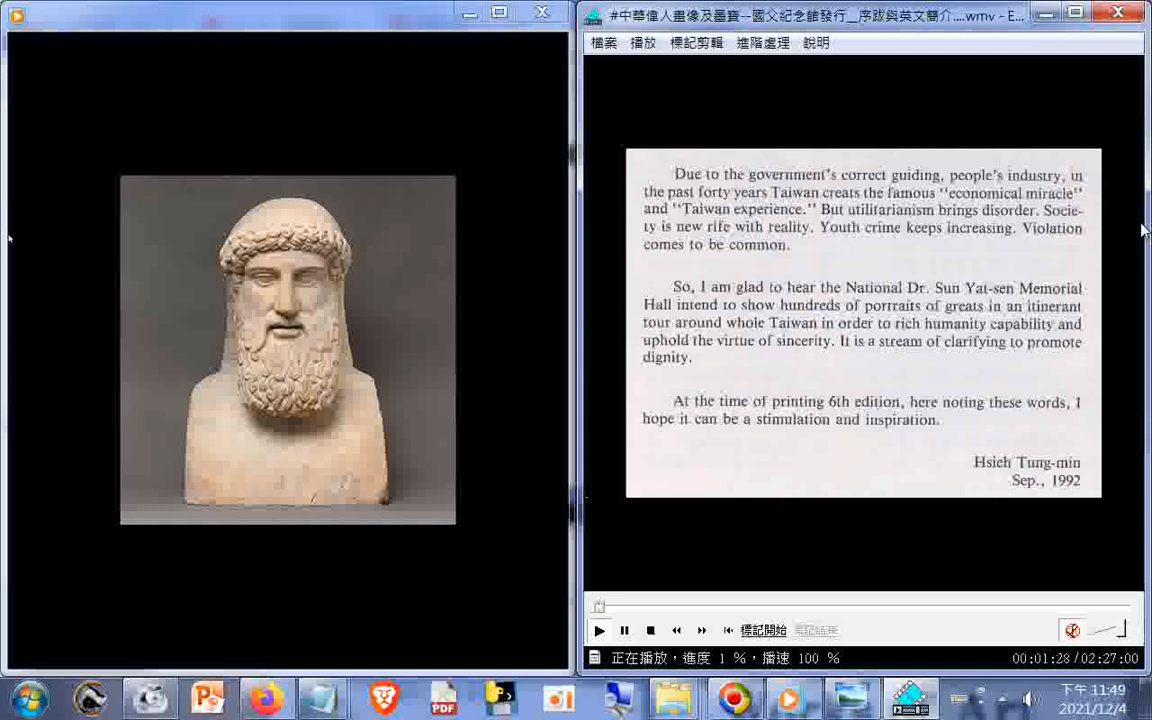 #中華偉人畫像及墨寶--國父紀念館發行__序跋與英文簡介....wmv - E...
檔案 播放 標記剪輯 進階處理 說明
Due to the government's correct guiding, people's industry, in
the past forty years Taiwan creats the famous "economical miracle"
and "Taiwan experience." But utilitarianism brings disorder. Socie-
ty is new rife with reality. Youth crime keeps increasing. Violation
comes to be common.
So, I am glad to hear the National Dr. Sun Yat-sen Memorial
Hall intend to show hundreds of portraits of greats in an itinerant
tour around whole Taiwan in order to rich humanity capability and
uphold the virtue of sincerity. It is a stream of clarifying to promote
dignity.
At the time of printing 6th edition, here noting these words, I
hope it can be a stimulation and inspiration.
Hsieh Tung-min
Sep., 1992
標記開始 標記結束
正在播放，進度 1 %，播速 100 % 00:01:28 / 02:27:00
PDF
下午 11:49
2021/12/4